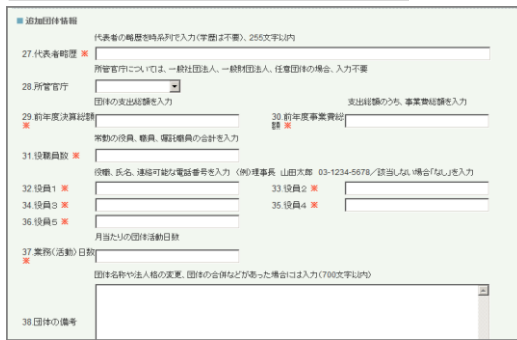 ■ 追加団体情報
代表者の略歴を時系列で入力(学歴は不要)、255文字以内
27.代表者略歴 ※
所管官庁については、一般社団法人、一般財団法人、任意団体の場合、入力不要
28.所管官庁
団体の支出総額を入力 支出総額のうち、事業費総額を入力
29.前年度決算総額※ 30.前年度事業費総額 ※
常勤の役員、職員、嘱託職員の合計を入力
31.役職員数 ※
役職、氏名、連絡可能な電話番号を入力 (例)理事長 山田太郎 03-1234-5678/該当しない場合「なし」を入力
32.役員1 ※ 33.役員2 ※
34.役員3 ※ 35.役員4 ※
36.役員5 ※
月当たりの団体活動日数
37.業務(活動)日数※
団体名称や法人格の変更、団体の合併などがあった場合には入力(700文字以内)
38.団体の備考